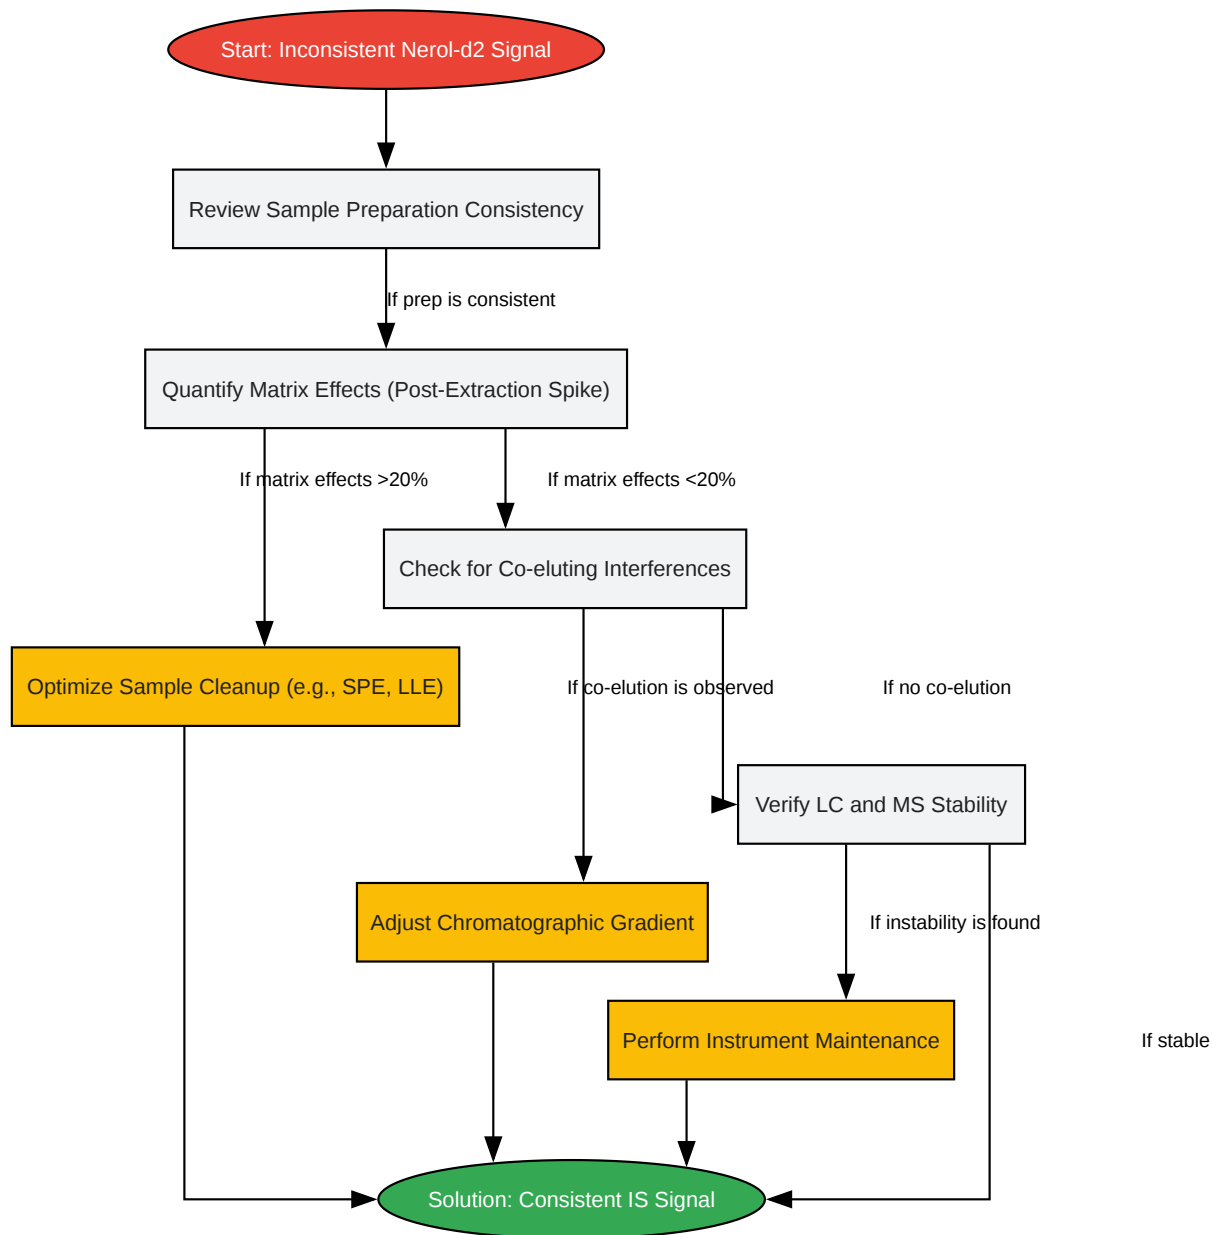 Start: Inconsistent Nerol-d2 Signal
Review Sample Preparation Consistency
If prep is consistent
Quantify Matrix Effects (Post-Extraction Spike)
If matrix effects >20%
If matrix effects <20%
Check for Co-eluting Interferences
Optimize Sample Cleanup (e.g., SPE, LLE)
If co-elution is observed
If no co-elution
Verify LC and MS Stability
Adjust Chromatographic Gradient
If instability is found
Perform Instrument Maintenance
If stable
Solution: Consistent IS Signal